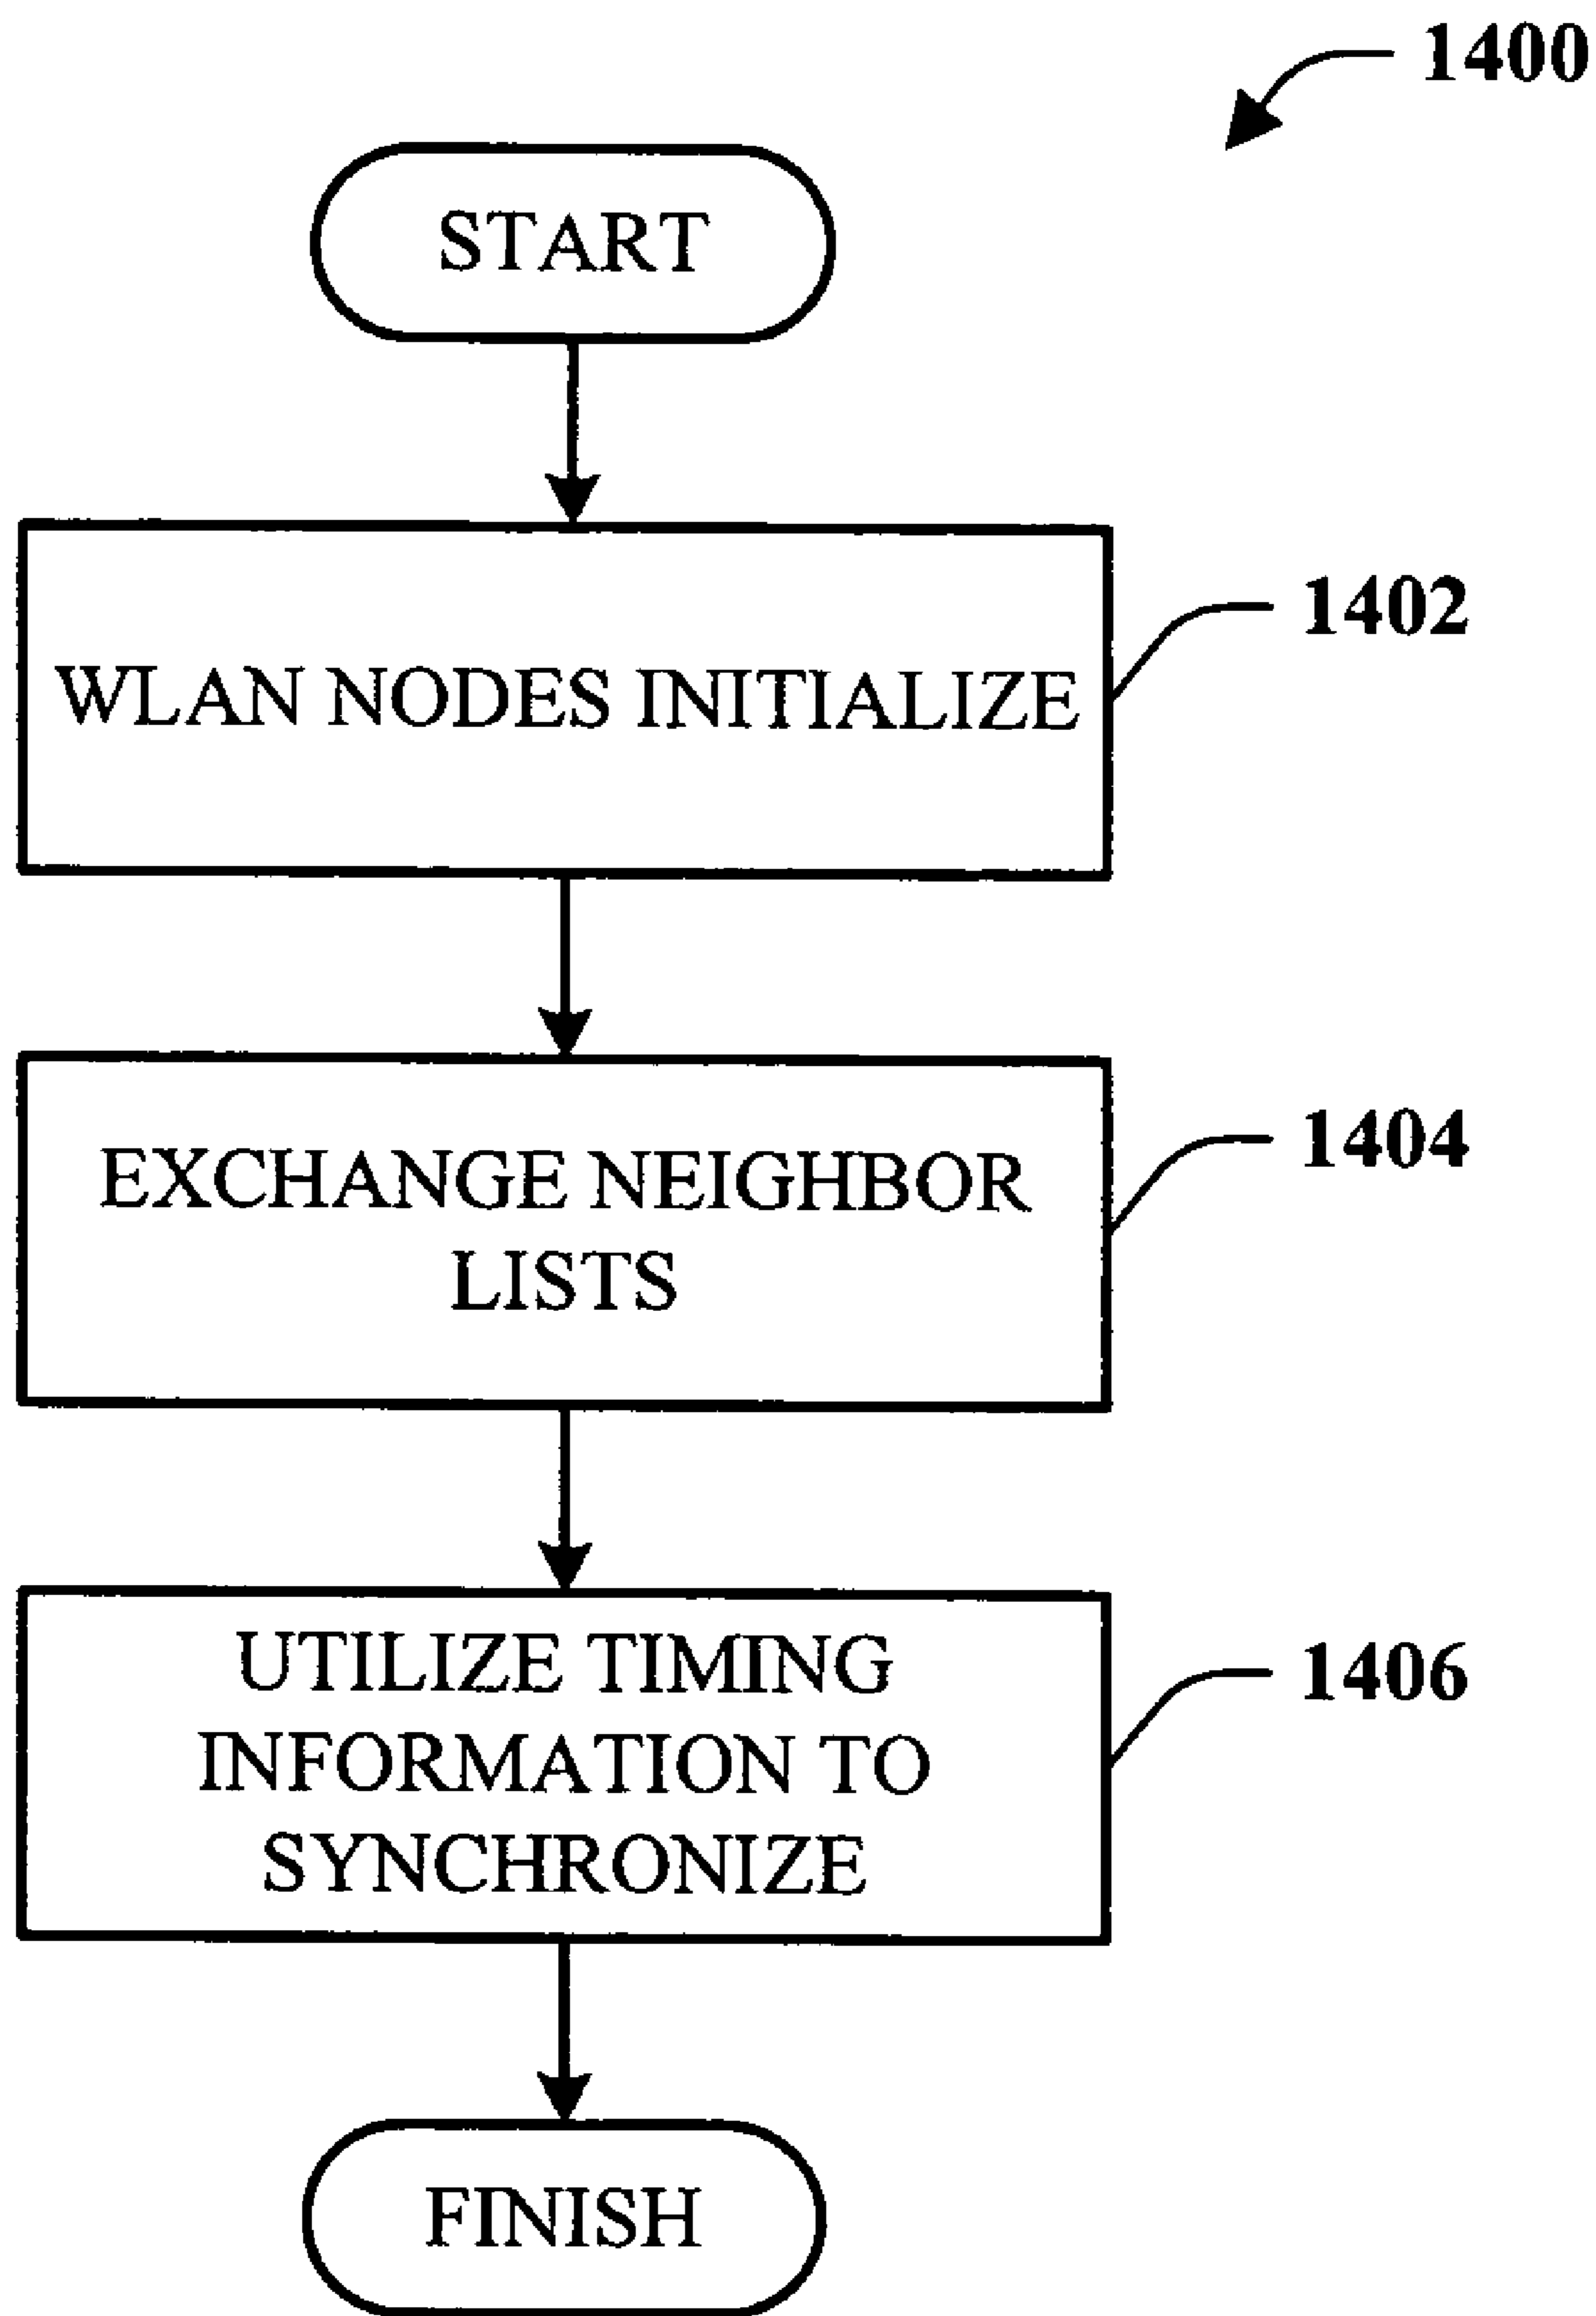 1400
START
WLAN NODES INITIALIZE
1402
EXCHANGE NEIGHBOR
LISTS
1404
UTILIZE TIMING
INFORMATION TO
SYNCHRONIZE
1406
FINISH